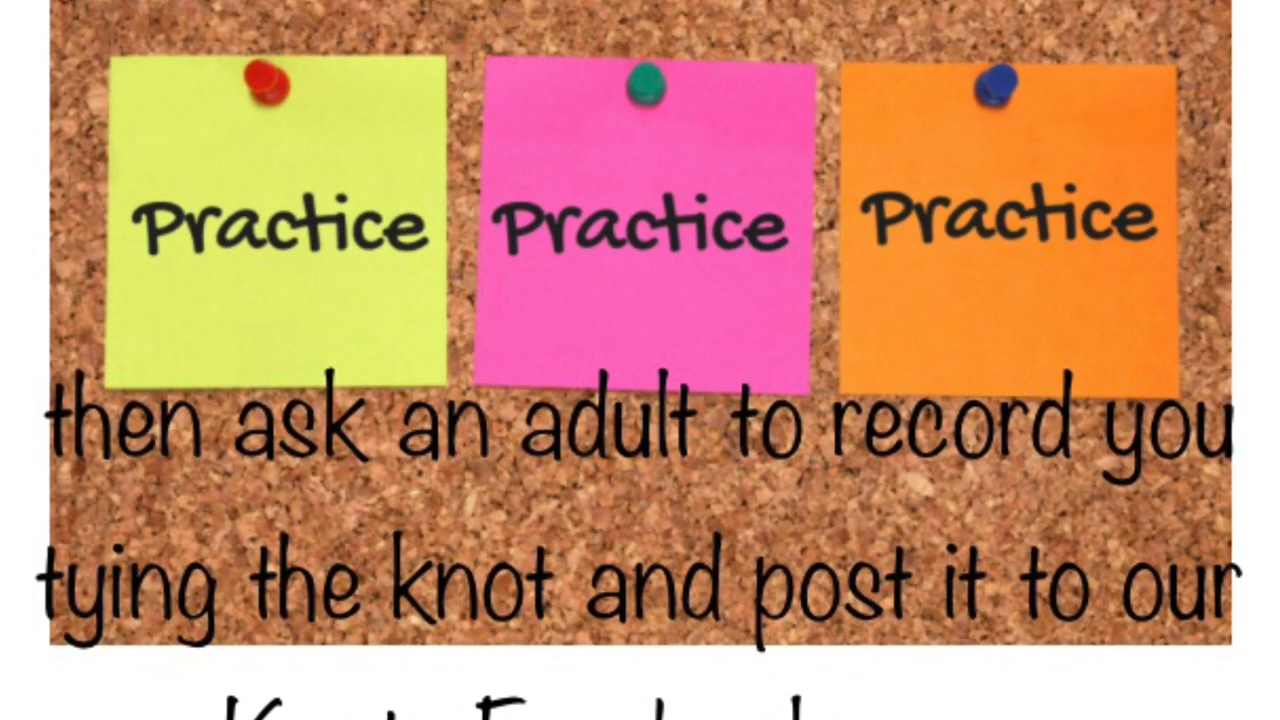 Practice Practice Practice
then ask an adult to record you
tying the knot and post it to our